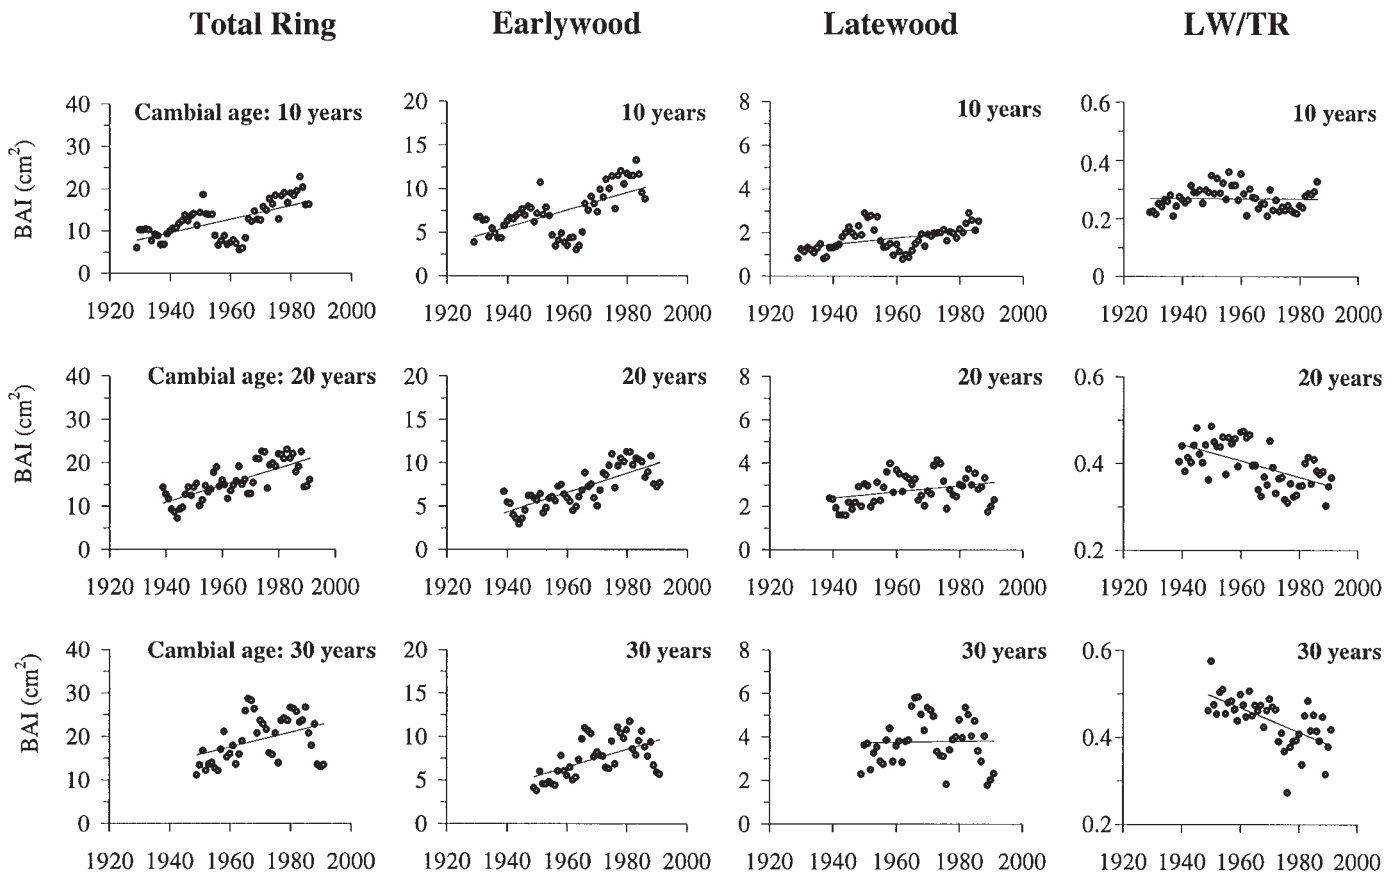 Total Ring Earlywood Latewood LW/TR
BAI (cm²)
40
30
20
10
0
Cambial age: 10 years
1920 1940 1960 1980 2000
20
15
10
5
0
10 years
1920 1940 1960 1980 2000
8
6
4
2
0
10 years
1920 1940 1960 1980 2000
0.6
0.4
0.2
0
10 years
1920 1940 1960 1980 2000
BAI (cm²)
40
30
20
10
0
Cambial age: 20 years
1920 1940 1960 1980 2000
20
15
10
5
0
20 years
1920 1940 1960 1980 2000
8
6
4
2
0
20 years
1920 1940 1960 1980 2000
0.6
0.4
0.2
20 years
1920 1940 1960 1980 2000
BAI (cm²)
40
30
20
10
0
Cambial age: 30 years
1920 1940 1960 1980 2000
20
15
10
5
0
30 years
1920 1940 1960 1980 2000
8
6
4
2
0
30 years
1920 1940 1960 1980 2000
0.6
0.4
0.2
30 years
1920 1940 1960 1980 2000